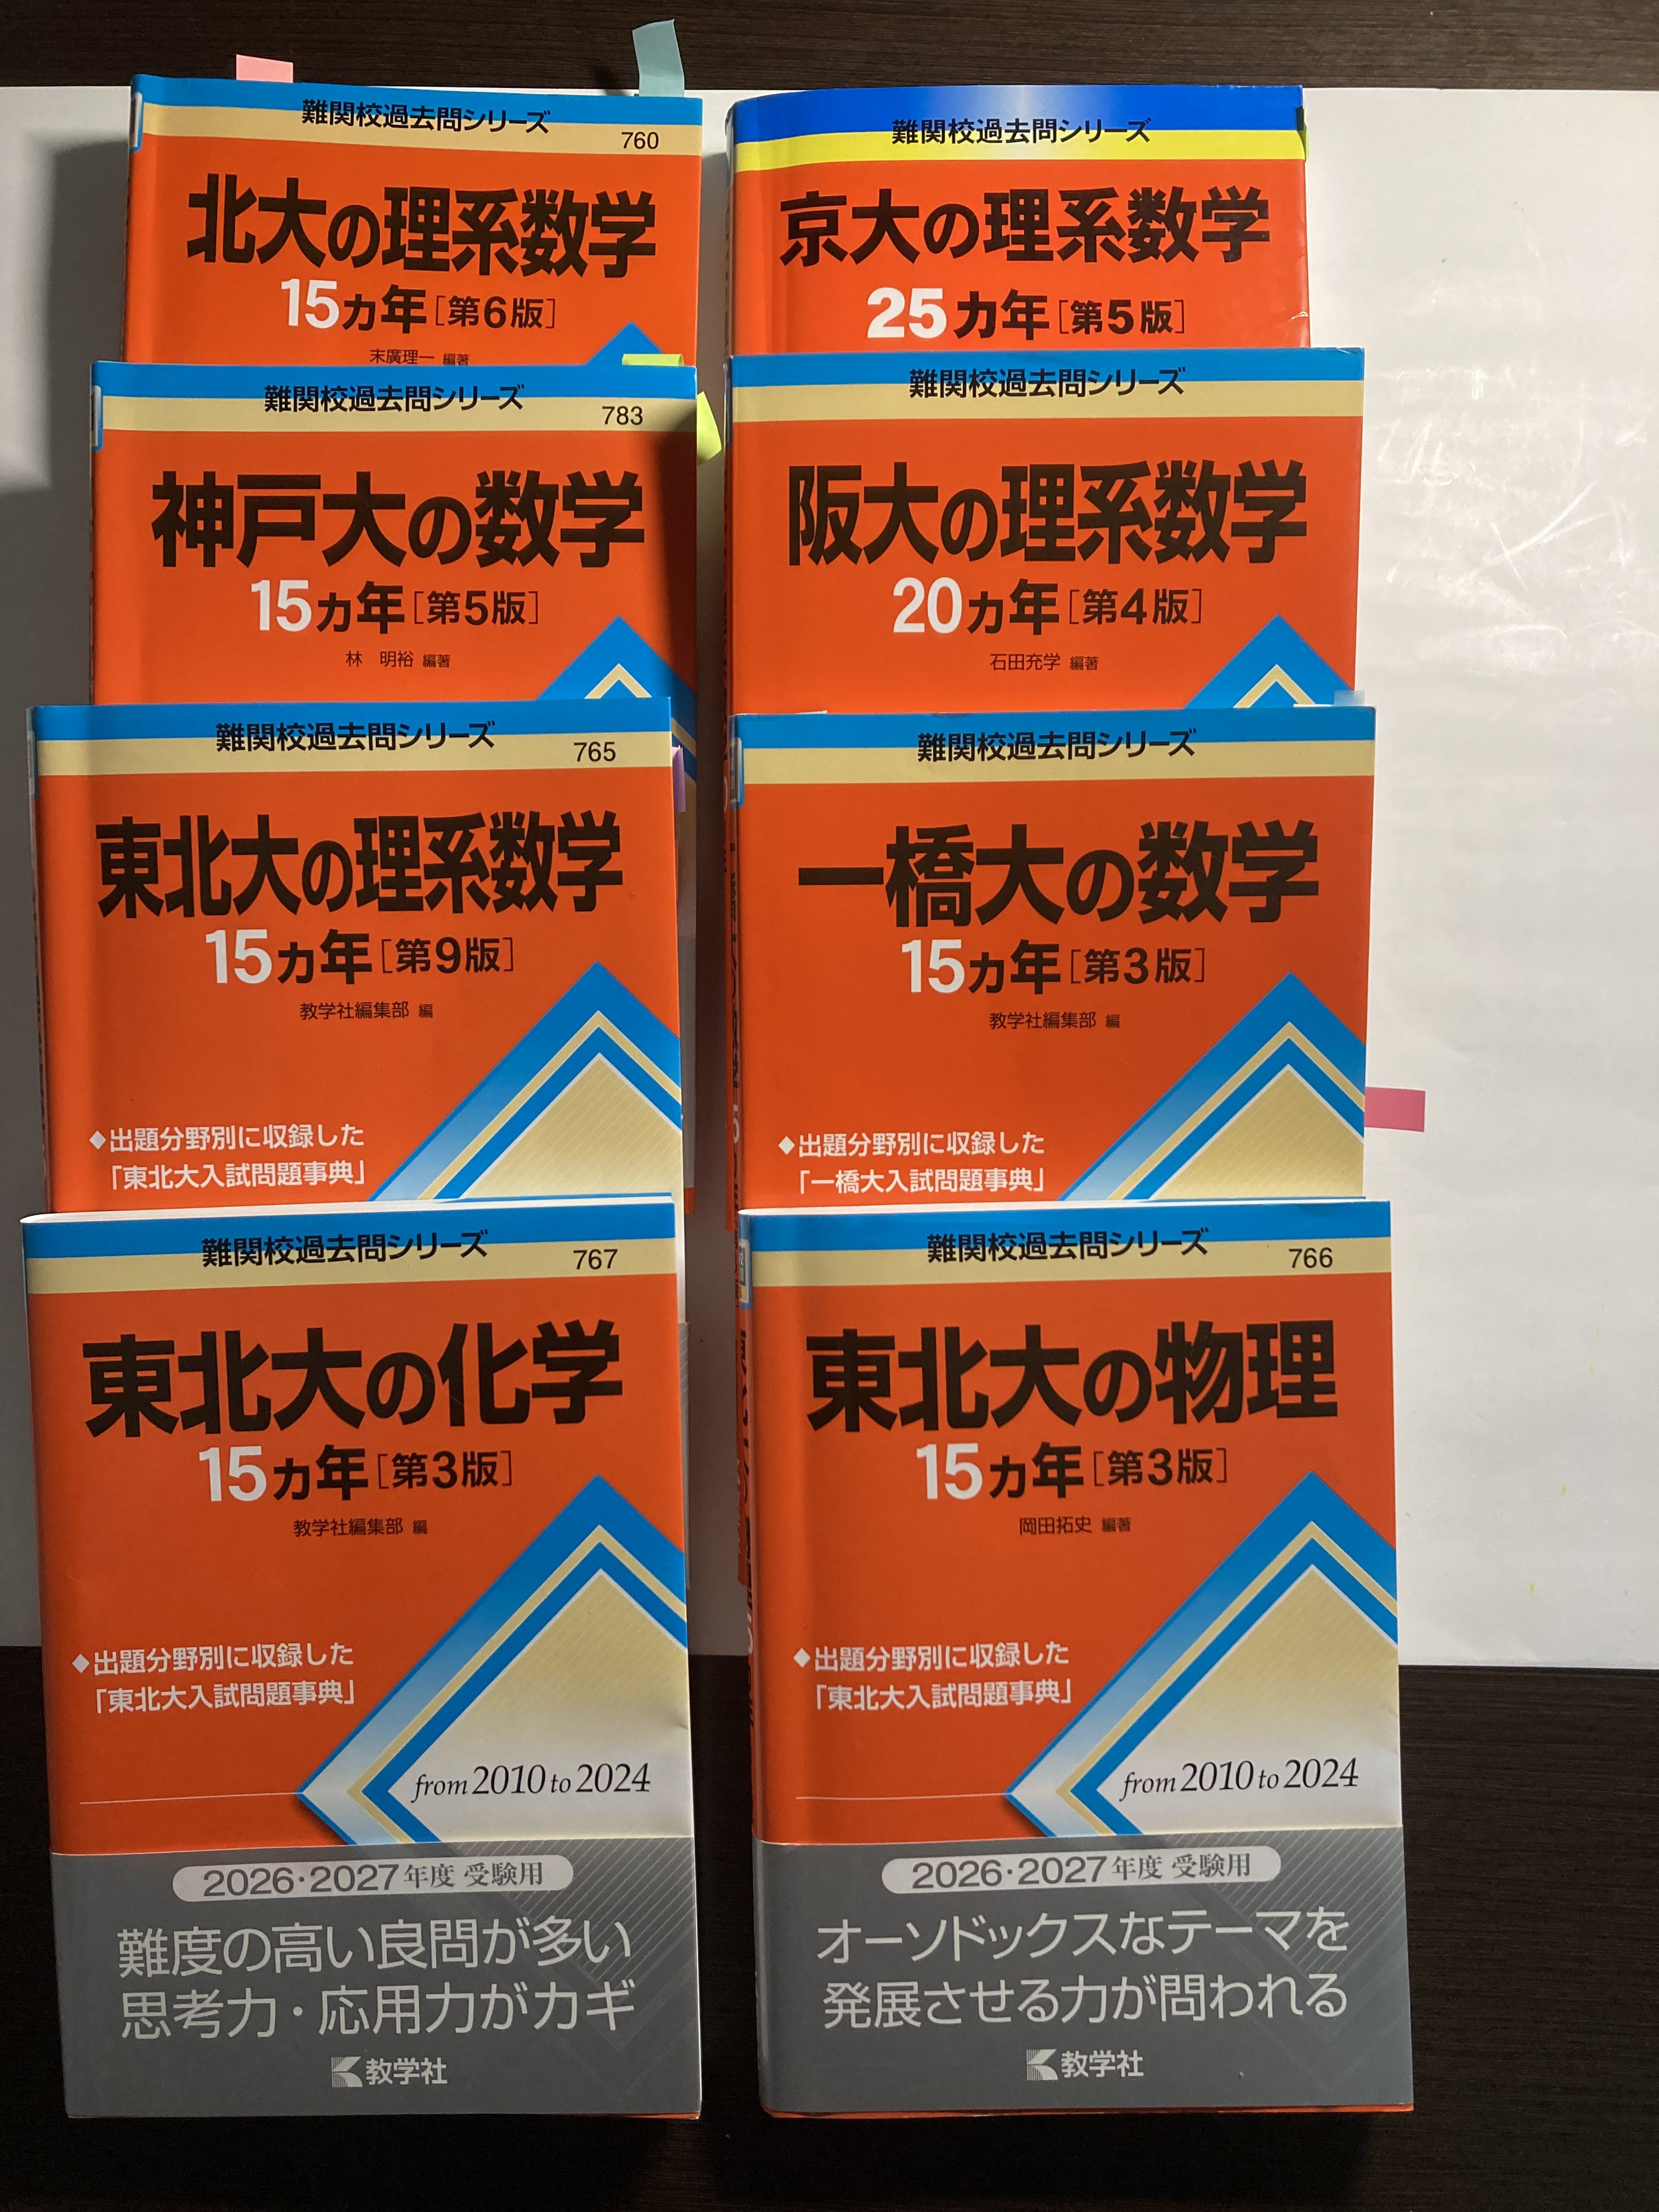 難関校過去問シリーズ
760
北大の理系数学
15カ年[第6版]
末廣理一 編著
難関校過去問シリーズ
京大の理系数学
25カ年[第5版]
難関校過去問シリーズ
783
神戸大の数学
15カ年[第5版]
林 明裕 編著
難関校過去問シリーズ
阪大の理系数学
20カ年[第4版]
石田充学 編著
難関校過去問シリーズ
765
東北大の理系数学
15カ年[第9版]
教学社編集部 編
◆出題分野別に収録した
「東北大入試問題事典」
難関校過去問シリーズ
一橋大の数学
15カ年[第3版]
教学社編集部 編
◆出題分野別に収録した
「一橋大入試問題事典」
難関校過去問シリーズ
767
東北大の化学
15カ年[第3版]
教学社編集部 編
◆出題分野別に収録した
「東北大入試問題事典」
from 2010 to 2024
2026・2027年度 受験用
難度の高い良問が多い
思考力・応用力がカギ
教学社
難関校過去問シリーズ
766
東北大の物理
15カ年[第3版]
岡田拓史 編著
◆出題分野別に収録した
「東北大入試問題事典」
from 2010 to 2024
2026・2027年度 受験用
オーソドックスなテーマを
発展させる力が問われる
教学社